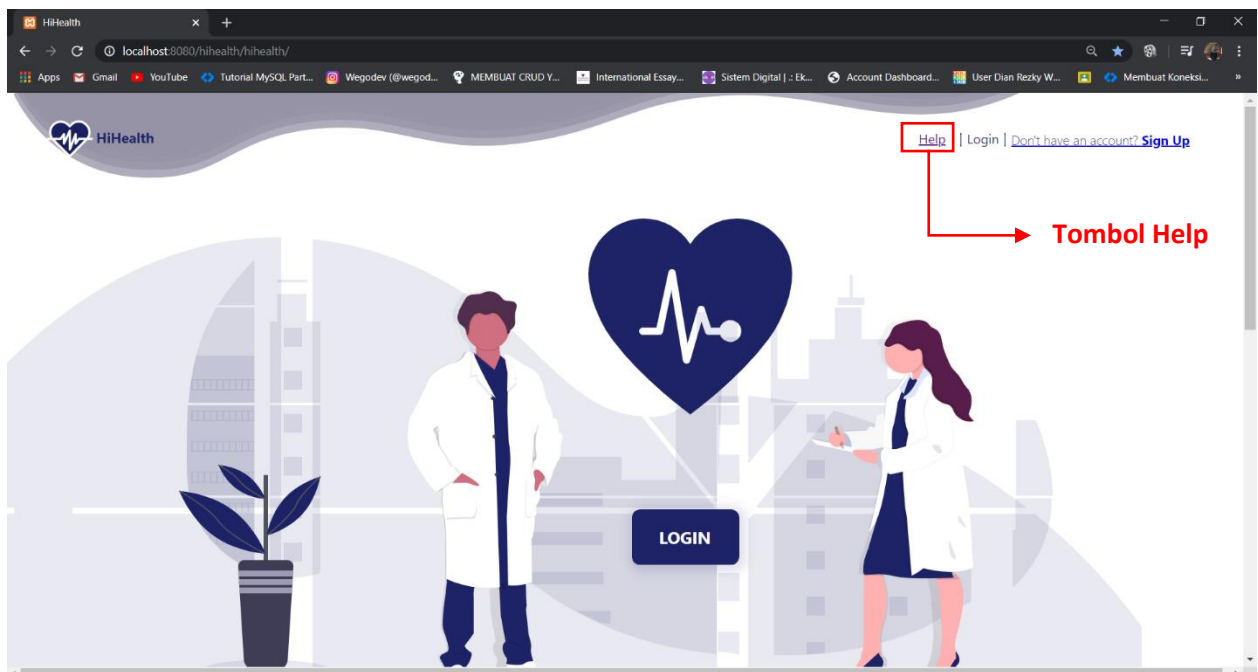 HiHealth
localhost:8080/hihealth/hihealth/
Apps Gmail YouTube Tutorial MySQL Part... Wegodev (@wegod... MEMBUAT CRUD Y... International Essay... Sistem Digital | .: Ek... Account Dashboard... User Dian Rezky W... Membuat Koneksi... »
HiHealth
Help | Login | Don't have an account? Sign Up
Tombol Help
LOGIN